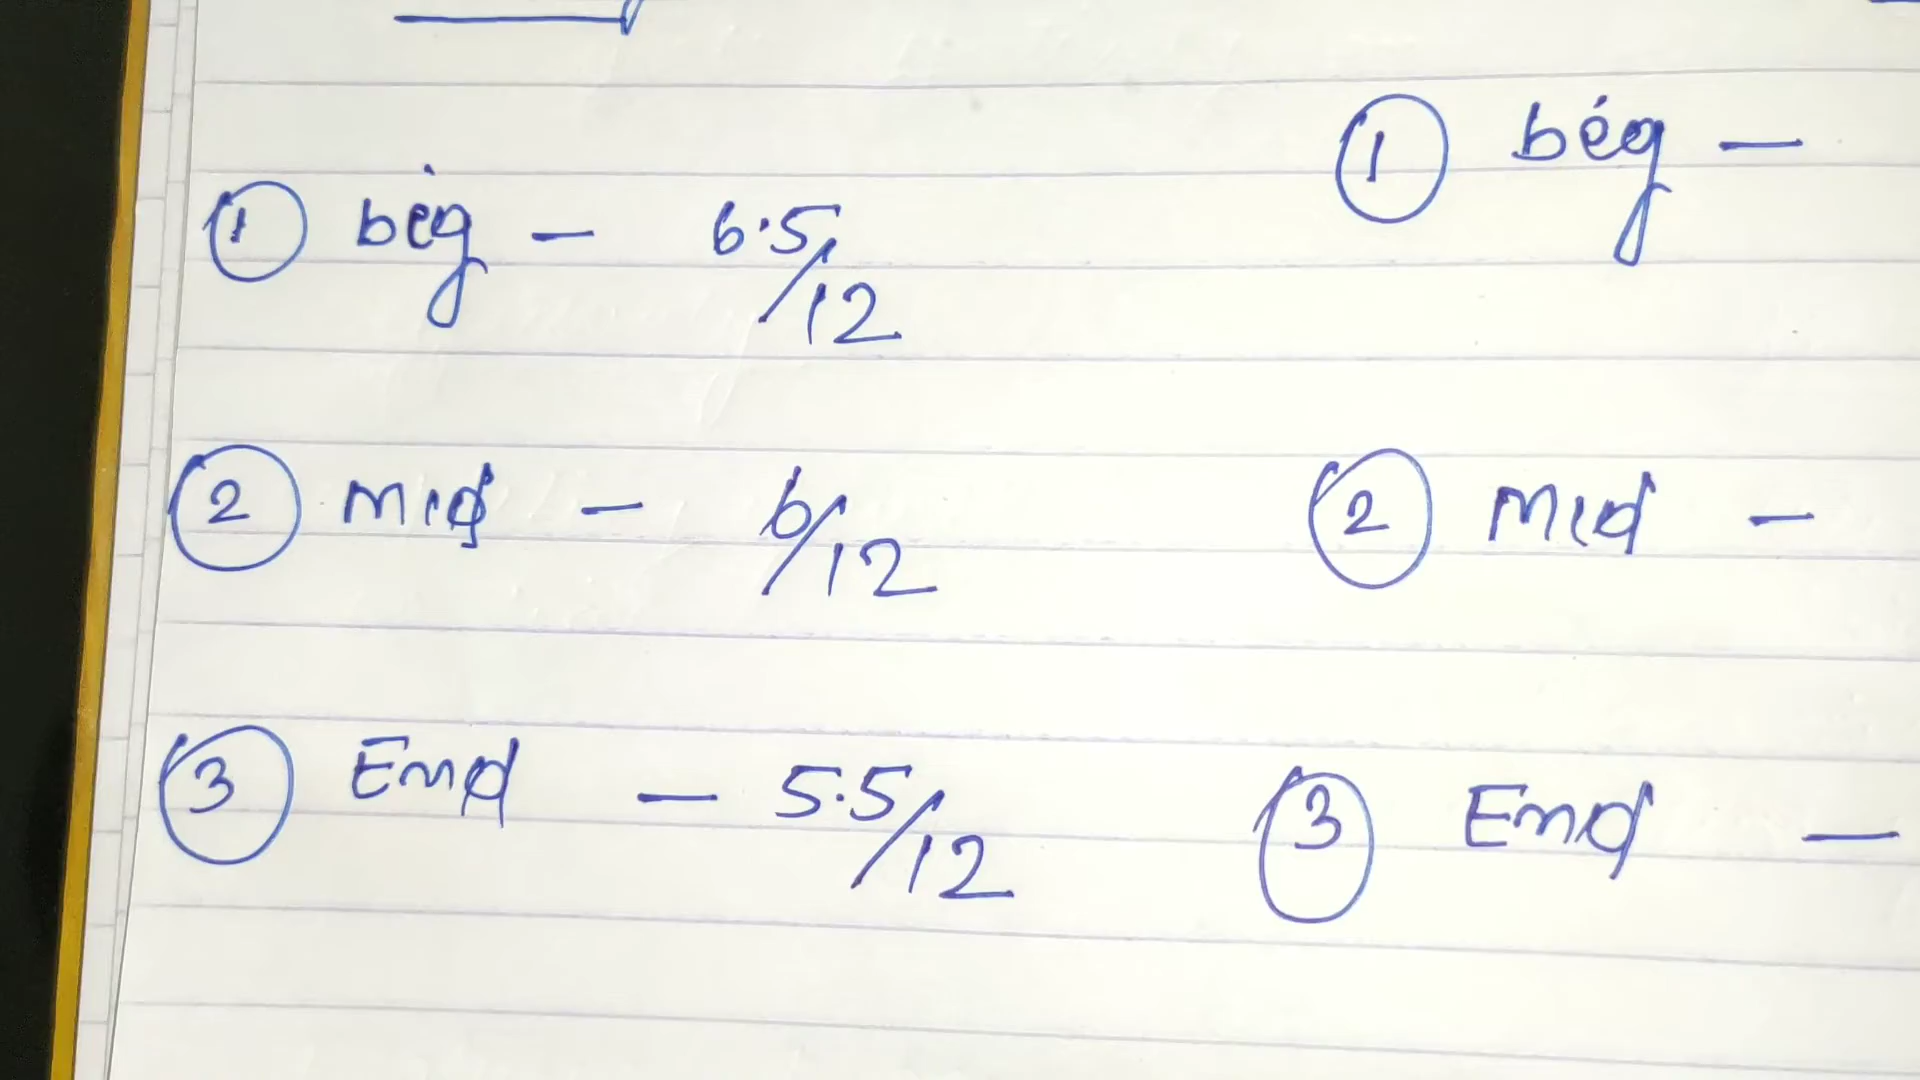 1 beg - 6.5/12
2 Mid - 6/12
3 End - 5.5/12
1 beg -
2 Mid -
3 End -